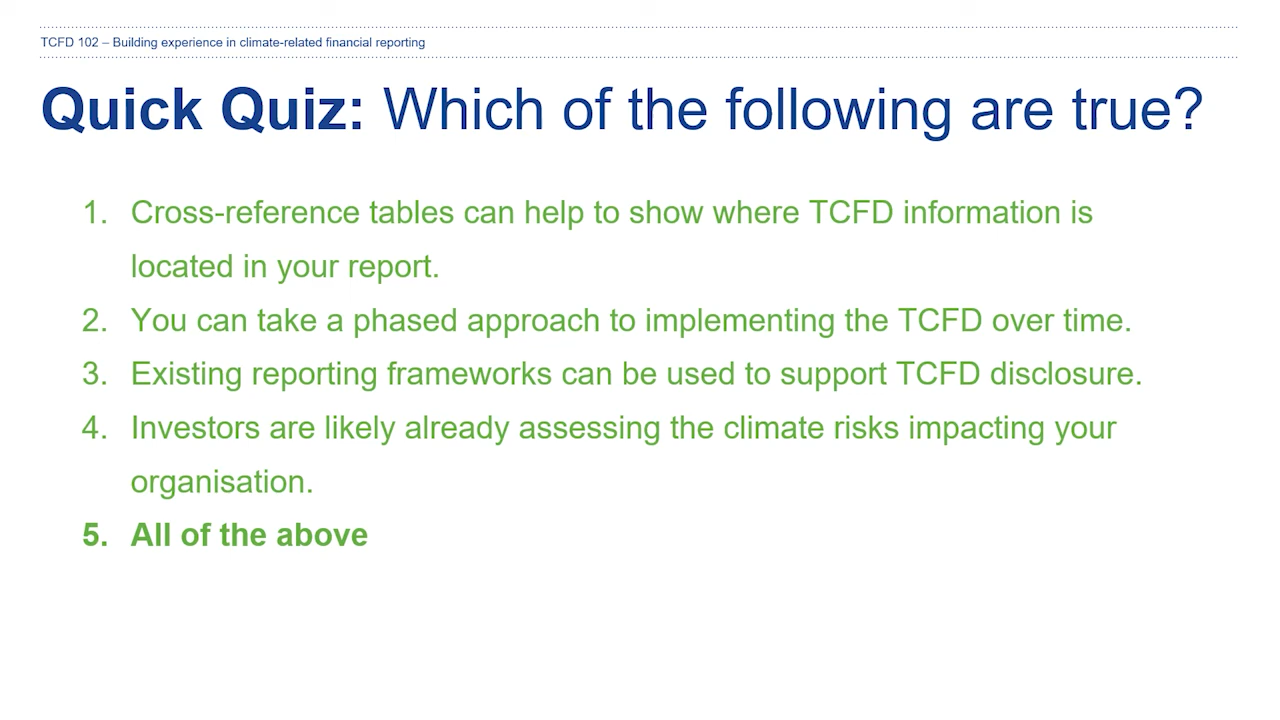 TCFD 102 – Building experience in climate-related financial reporting
Quick Quiz: Which of the following are true?
1. Cross-reference tables can help to show where TCFD information is
located in your report.
2. You can take a phased approach to implementing the TCFD over time.
3. Existing reporting frameworks can be used to support TCFD disclosure.
4. Investors are likely already assessing the climate risks impacting your
organisation.
5. All of the above